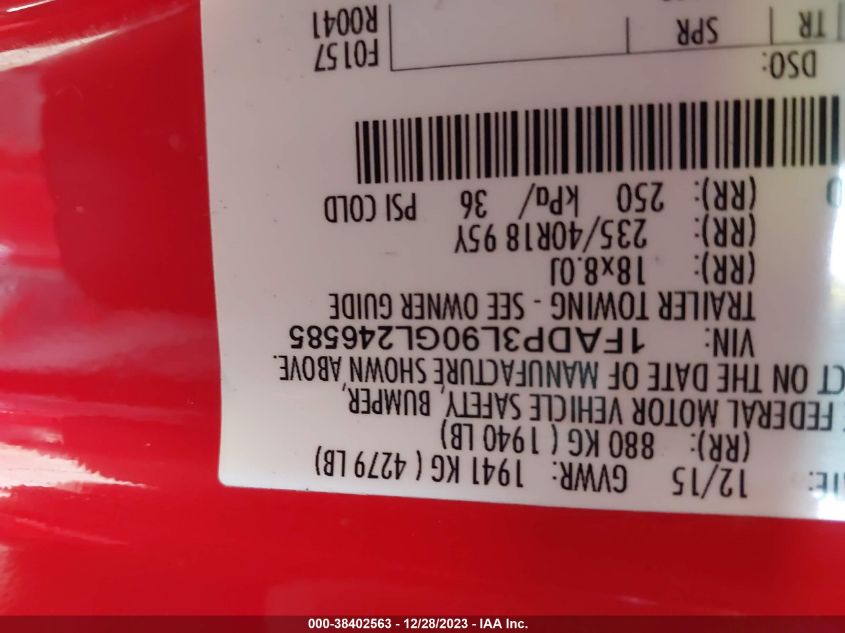 ATE: 12/15 GVWR: 1941 KG ( 4279 LB)
(RR): 880 KG ( 1940 LB)
FEDERAL MOTOR VEHICLE SAFETY, BUMPER,
CT ON THE DATE OF MANUFACTURE SHOWN ABOVE.
VIN: 1FADP3L90GL246585
TRAILER TOWING - SEE OWNER GUIDE
(RR): 18x8.0J
(RR): 235/40R18 95Y
(RR): 250 kPa/ 36 PSI COLD
DSO: F0157
TR SPR R0041
000-38402563 - 12/28/2023 - IAA Inc.